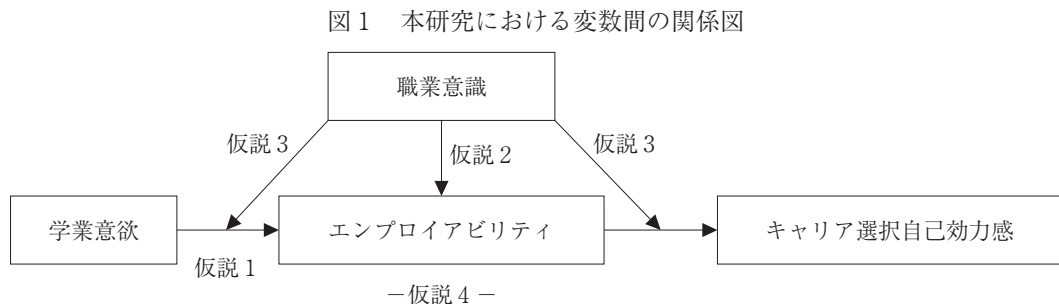 図1 本研究における変数間の関係図
職業意識
仮説3
仮説2
仮説3
学業意欲
エンプロイアビリティ
キャリア選択自己効力感
仮説1
－仮説4－